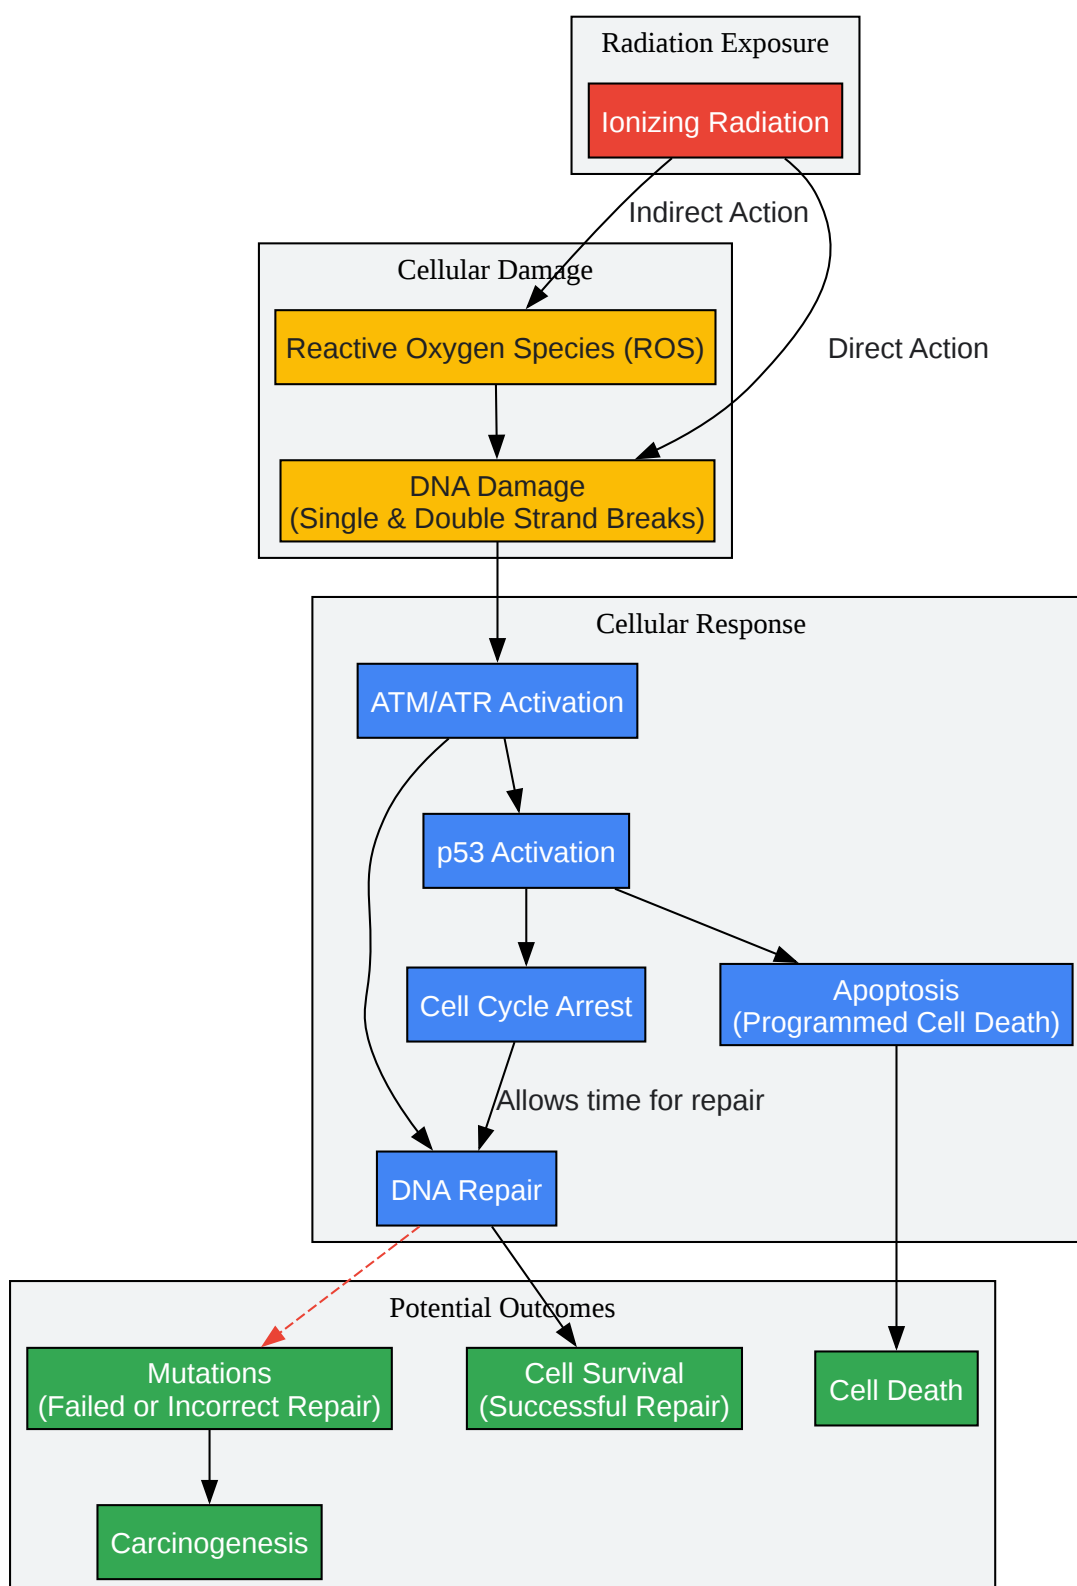 Radiation Exposure
Ionizing Radiation
Indirect Action
Cellular Damage
Reactive Oxygen Species (ROS)
Direct Action
DNA Damage
(Single & Double Strand Breaks)
Cellular Response
ATM/ATR Activation
p53 Activation
Cell Cycle Arrest
Apoptosis
(Programmed Cell Death)
Allows time for repair
DNA Repair
Potential Outcomes
Mutations
(Failed or Incorrect Repair)
Cell Survival
(Successful Repair)
Cell Death
Carcinogenesis